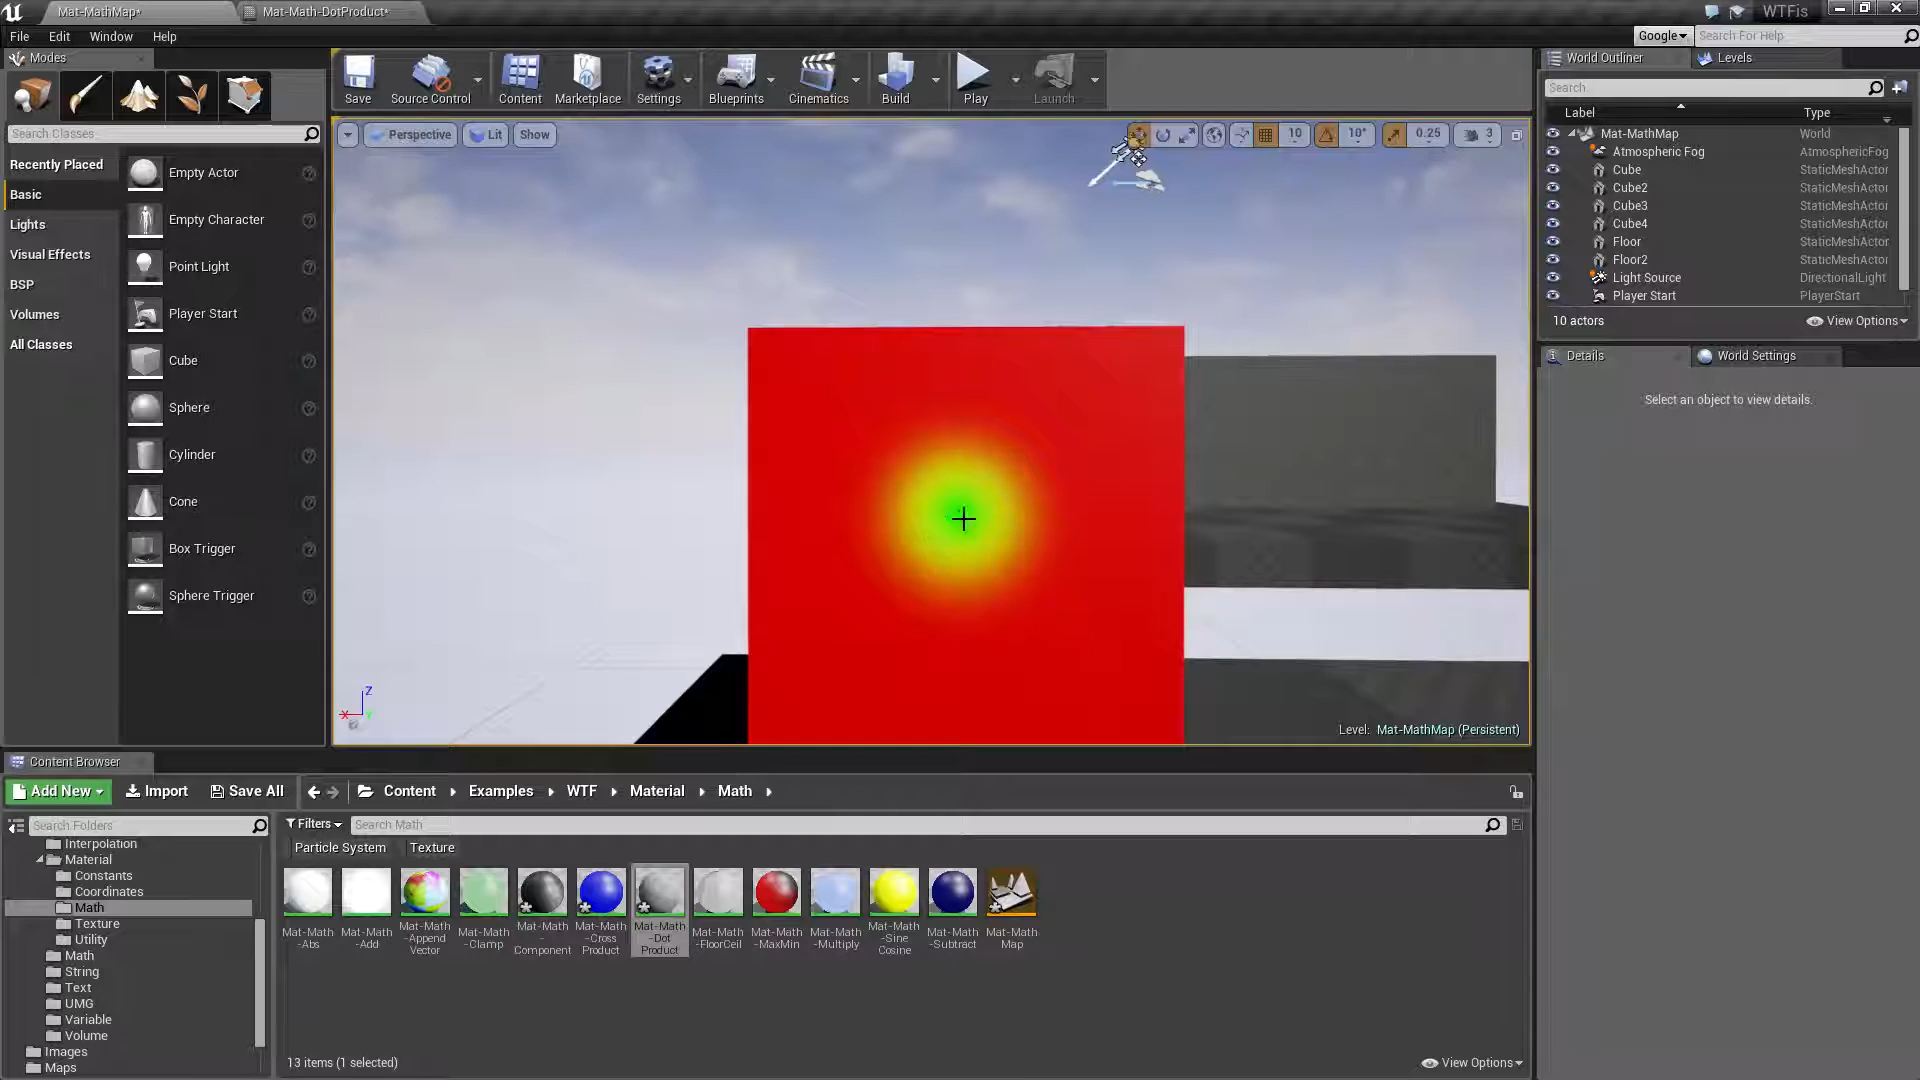 Mat-MathMap*
Mat-Math-DotProduct*
WTFis
File
Edit
Window
Help
Google
Search For Help
Modes
Search Classes
Recently Placed
Basic
Lights
Visual Effects
BSP
Volumes
All Classes
Empty Actor
Empty Character
Point Light
Player Start
Cube
Sphere
Cylinder
Cone
Box Trigger
Sphere Trigger
Save
Source Control
Content
Marketplace
Settings
Blueprints
Cinematics
Build
Play
Launch
Perspective
Lit
Show
10
10°
0.25
3
Z
X
Y
Level: Mat-MathMap (Persistent)
World Outliner
Levels
Search
Label
Type
Mat-MathMap World
Atmospheric Fog AtmosphericFog
Cube StaticMeshActor
Cube2 StaticMeshActor
Cube3 StaticMeshActor
Cube4 StaticMeshActor
Floor StaticMeshActor
Floor2 StaticMeshActor
Light Source DirectionalLight
Player Start PlayerStart
10 actors
View Options
Details
World Settings
Select an object to view details.
Content Browser
Add New
Import
Save All
Content
Examples
WTF
Material
Math
Search Folders
Interpolation
Material
Constants
Coordinates
Math
Texture
Utility
Math
String
Text
UMG
Variable
Volume
Images
Maps
Filters
Search Math
Particle System
Texture
Mat-Math
-Abs
Mat-Math
-Add
Mat-Math
-Append
Vector
Mat-Math
-Clamp
Mat-Math
-
Component
Mat-Math
-Cross
Product
Mat-Math
-Dot
Product
Mat-Math
-FloorCeil
Mat-Math
-MaxMin
Mat-Math
-Multiply
Mat-Math
-Sine
Cosine
Mat-Math
-Subtract
Mat-Math
Map
13 items (1 selected)
View Options